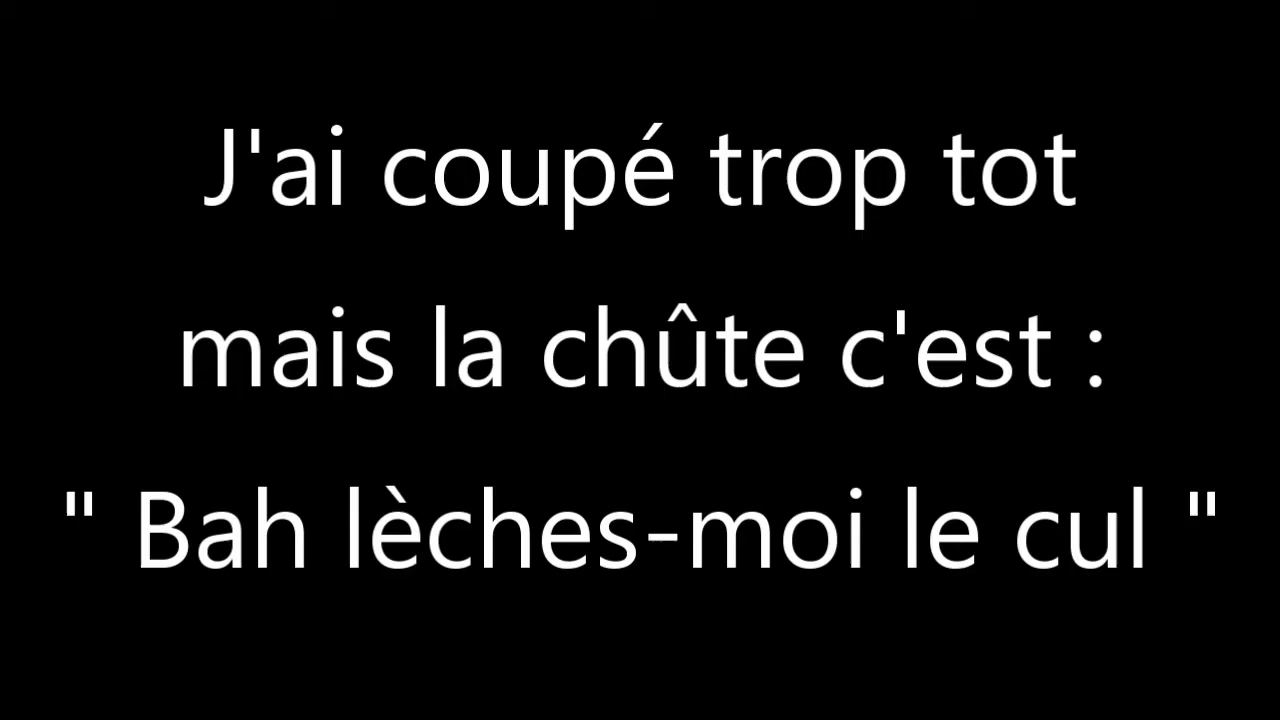 J'ai coupé trop tot
mais la chûte c'est :
" Bah lèches-moi le cul "